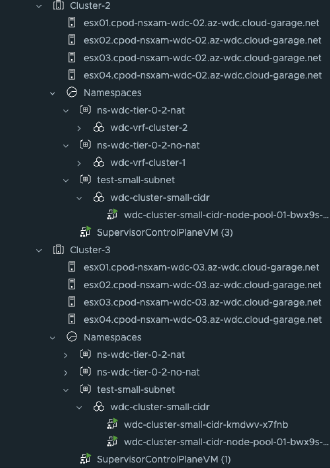 Cluster-2
esx01.cpod-nsxam-wdc-02.az-wdc.cloud-garage.net
esx02.cpod-nsxam-wdc-02.az-wdc.cloud-garage.net
esx03.cpod-nsxam-wdc-02.az-wdc.cloud-garage.net
esx04.cpod-nsxam-wdc-02.az-wdc.cloud-garage.net
Namespaces
ns-wdc-tier-0-2-nat
wdc-vrf-cluster-2
ns-wdc-tier-0-2-no-nat
wdc-vrf-cluster-1
test-small-subnet
wdc-cluster-small-cidr
wdc-cluster-small-cidr-node-pool-01-bwx9s-...
SupervisorControlPlaneVM (3)
Cluster-3
esx01.cpod-nsxam-wdc-03.az-wdc.cloud-garage.net
esx02.cpod-nsxam-wdc-03.az-wdc.cloud-garage.net
esx03.cpod-nsxam-wdc-03.az-wdc.cloud-garage.net
esx04.cpod-nsxam-wdc-03.az-wdc.cloud-garage.net
Namespaces
ns-wdc-tier-0-2-nat
ns-wdc-tier-0-2-no-nat
test-small-subnet
wdc-cluster-small-cidr
wdc-cluster-small-cidr-kmdwv-x7fnb
wdc-cluster-small-cidr-node-pool-01-bwx9s-...
SupervisorControlPlaneVM (1)